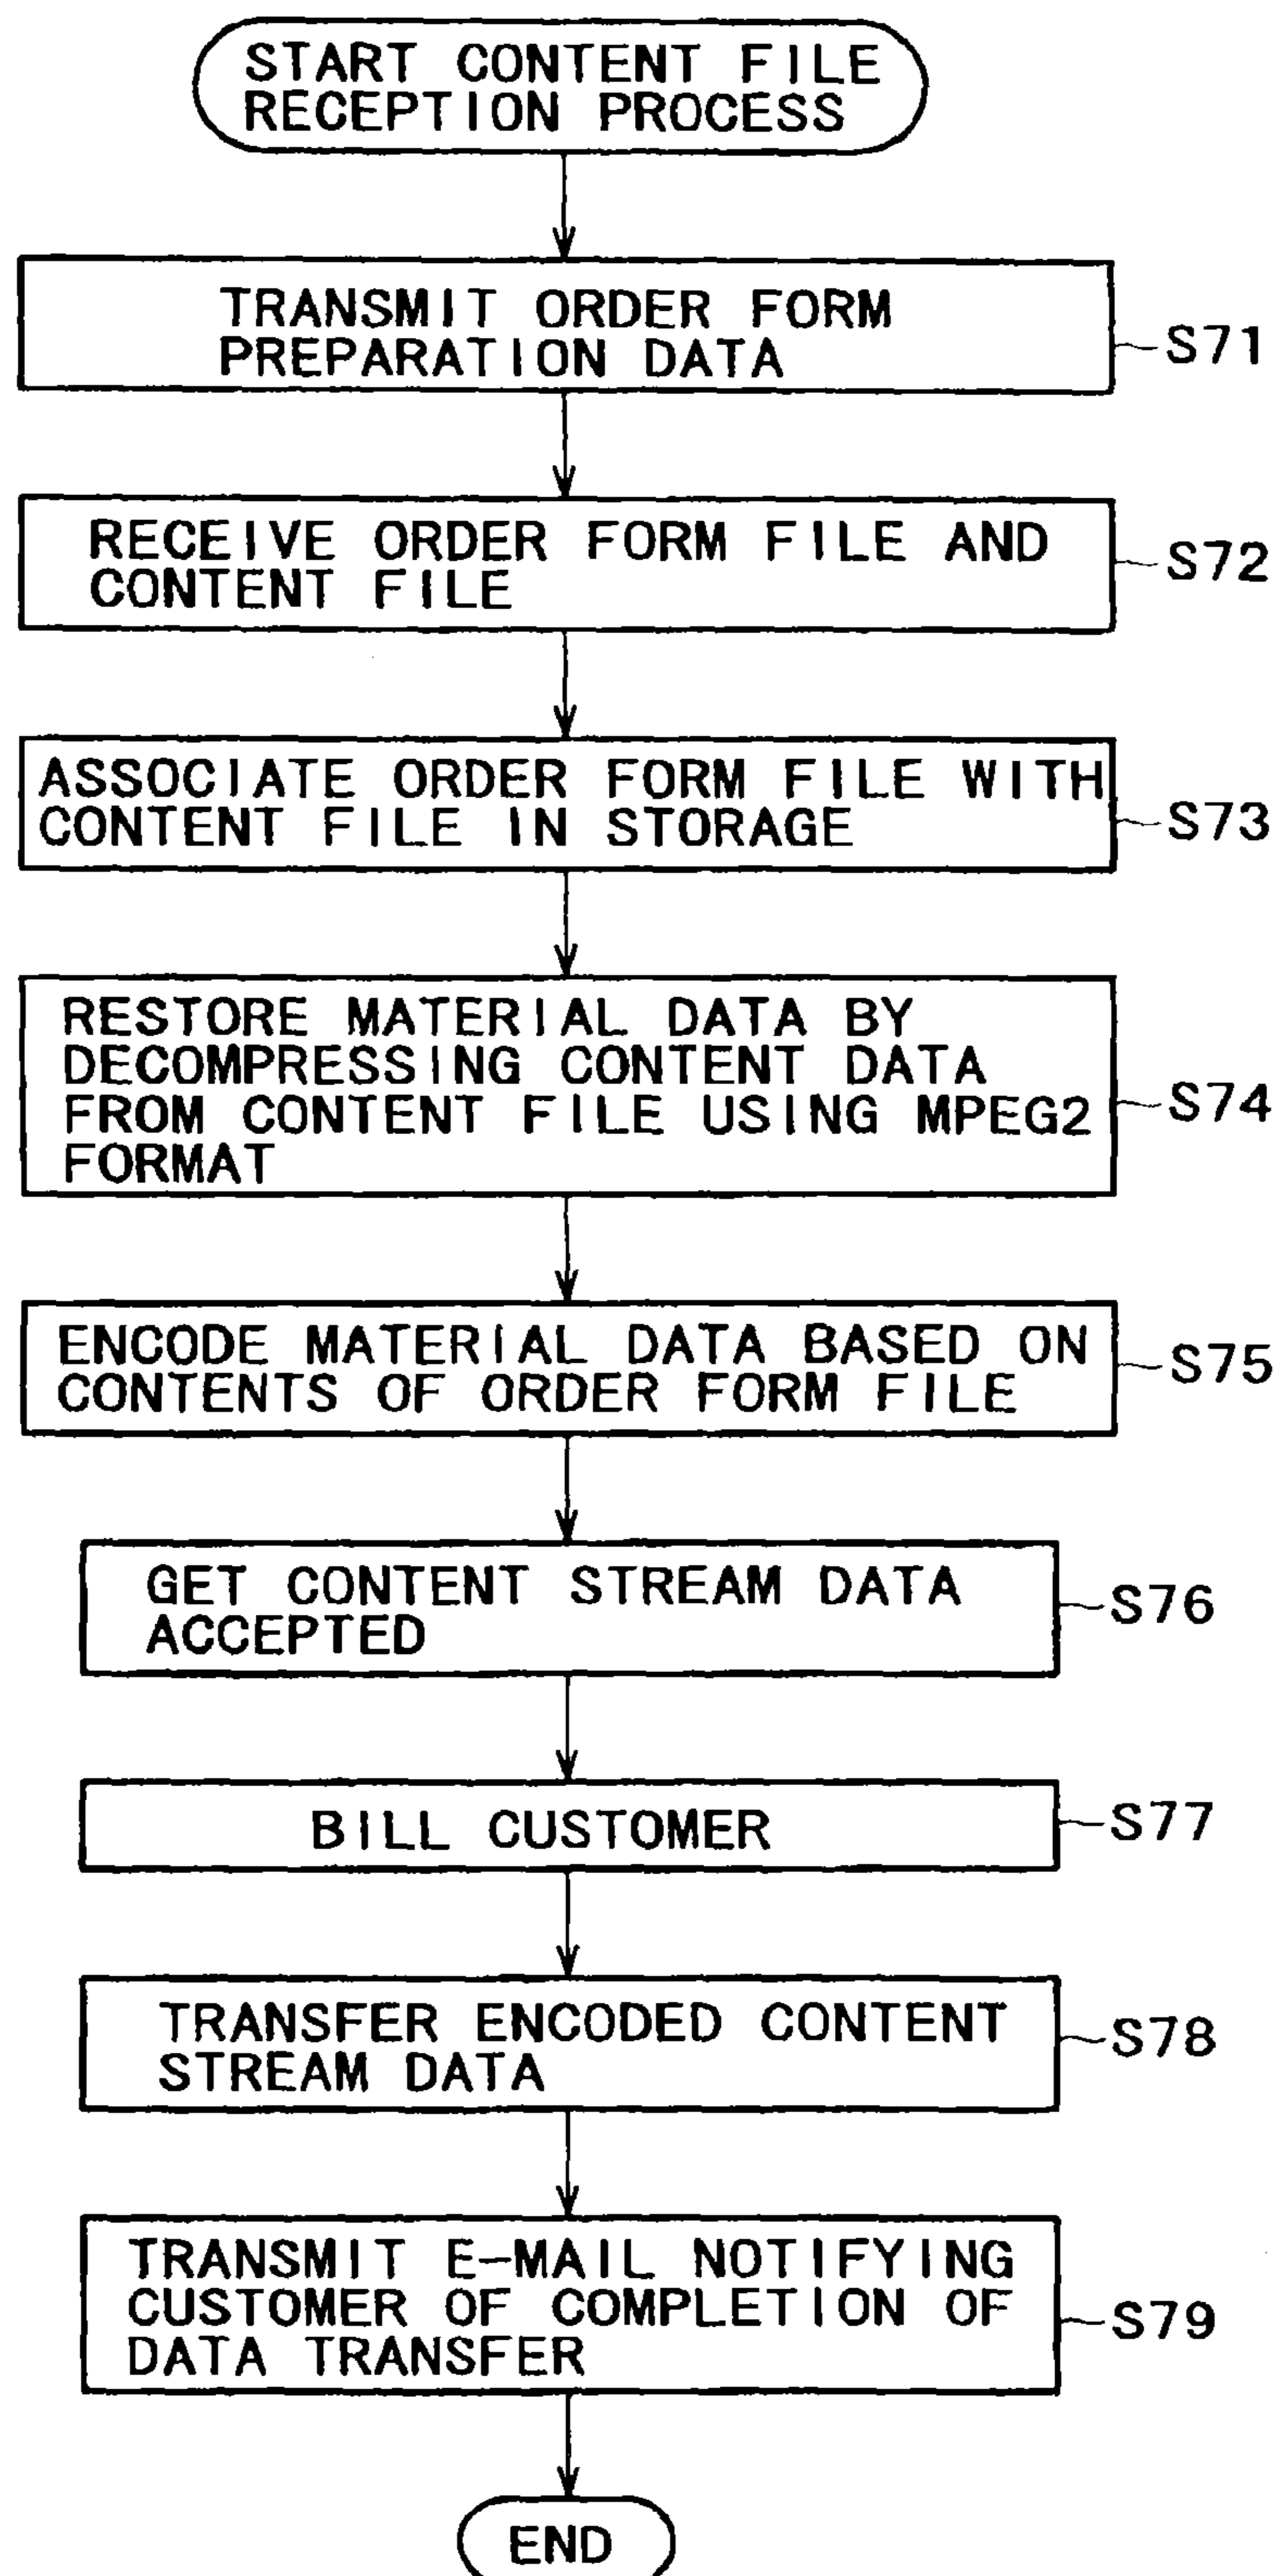 START CONTENT FILE
RECEPTION PROCESS
TRANSMIT ORDER FORM
PREPARATION DATA
S71
RECEIVE ORDER FORM FILE AND
CONTENT FILE
S72
ASSOCIATE ORDER FORM FILE WITH
CONTENT FILE IN STORAGE
S73
RESTORE MATERIAL DATA BY
DECOMPRESSING CONTENT DATA
FROM CONTENT FILE USING MPEG2
FORMAT
S74
ENCODE MATERIAL DATA BASED ON
CONTENTS OF ORDER FORM FILE
S75
GET CONTENT STREAM DATA
ACCEPTED
S76
BILL CUSTOMER
S77
TRANSFER ENCODED CONTENT
STREAM DATA
S78
TRANSMIT E-MAIL NOTIFYING
CUSTOMER OF COMPLETION OF
DATA TRANSFER
S79
END